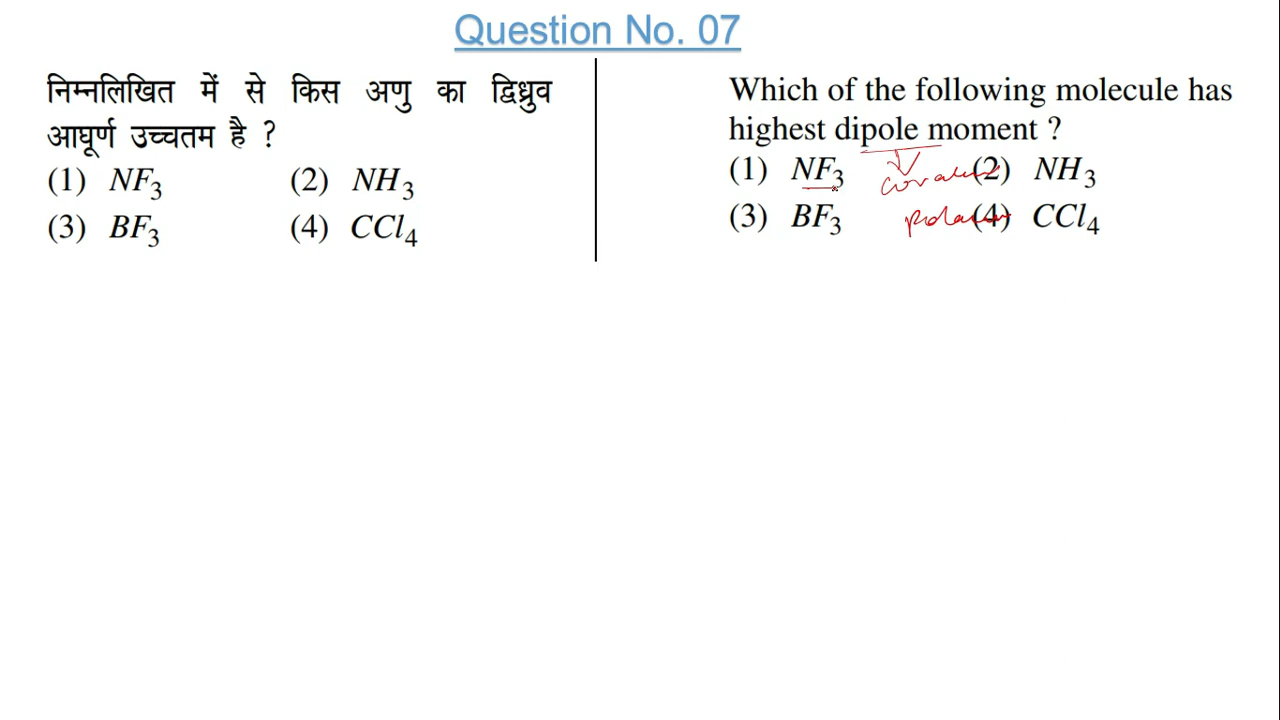 Question No. 07
निम्नलिखित में से किस अणु का द्विध्रुव
आघूर्ण उच्चतम है ?
(1) NF₃ (2) NH₃
(3) BF₃ (4) CCl₄
Which of the following molecule has
highest dipole moment ?
(1) NF₃ (2) NH₃
(3) BF₃ (4) CCl₄